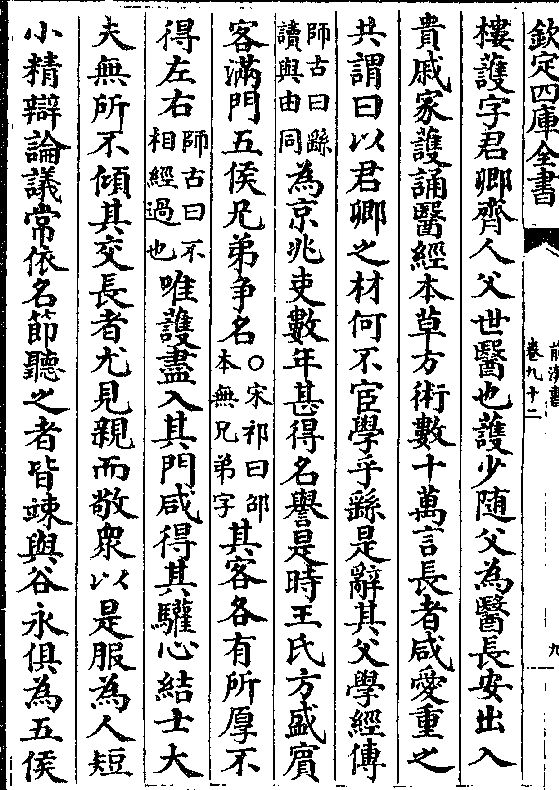 欽定四庫全書
前漢書
卷九十二
九
樓護字君卿齊人父世醫也護少随父為醫長安出入
貴戚家護誦醫經本草方術數十萬言長者咸愛重之
共謂曰以君卿之材何不宦學乎繇是辭其父學經傳
師古曰繇
讀與由同
為京兆吏數年甚得名譽是時王氏方盛賓
客滿門五侯兄弟争名
○宋祁曰邵
本無兄弟字
其客各有所厚不
得左右
師古曰不
相經過也
唯護盡入其門咸得其驩心結士大
夫無所不傾其交長者尤見親而敬衆以是服為人短
小精辯論議常依名節聽之者皆竦與谷永俱為五侯